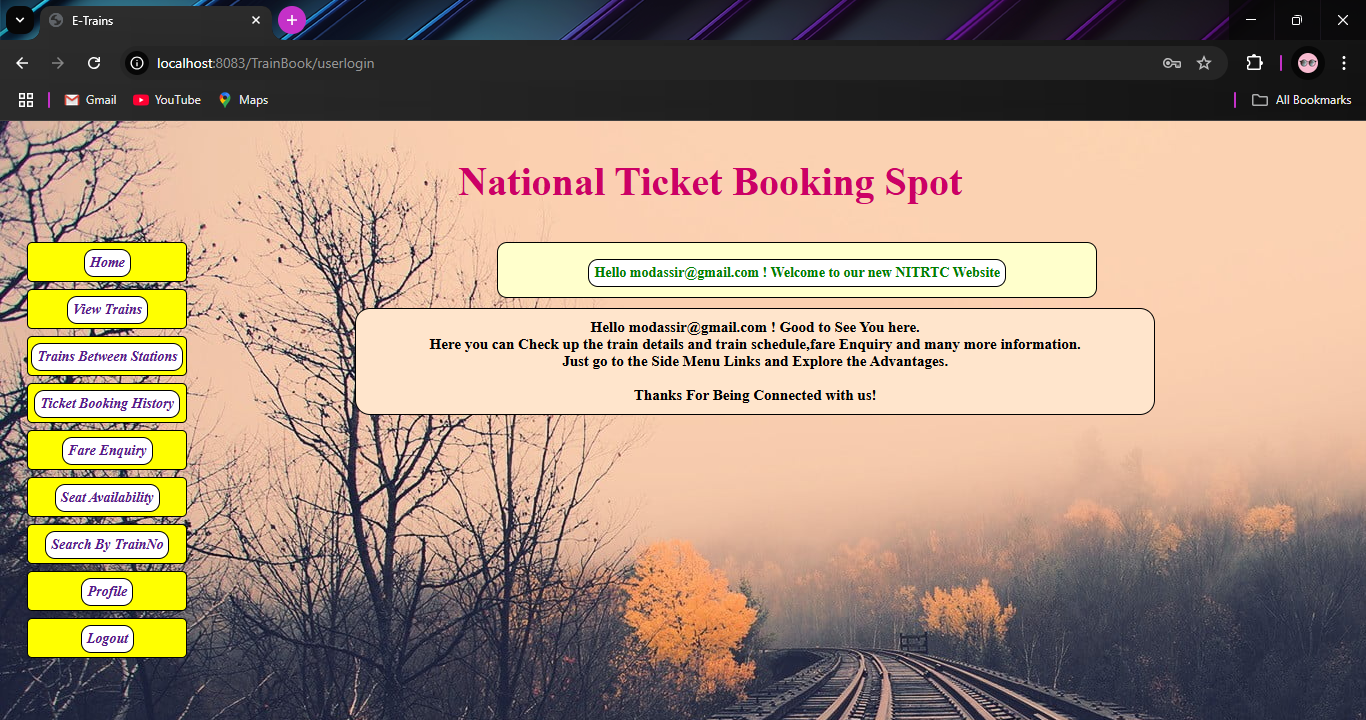 E-Trains
localhost:8083/TrainBook/userlogin
Gmail
YouTube
Maps
All Bookmarks
National Ticket Booking Spot
Home
View Trains
Trains Between Stations
Ticket Booking History
Fare Enquiry
Seat Availability
Search By TrainNo
Profile
Logout
Hello modassir@gmail.com ! Welcome to our new NITRTC Website
Hello modassir@gmail.com ! Good to See You here.
Here you can Check up the train details and train schedule,fare Enquiry and many more information.
Just go to the Side Menu Links and Explore the Advantages.
Thanks For Being Connected with us!